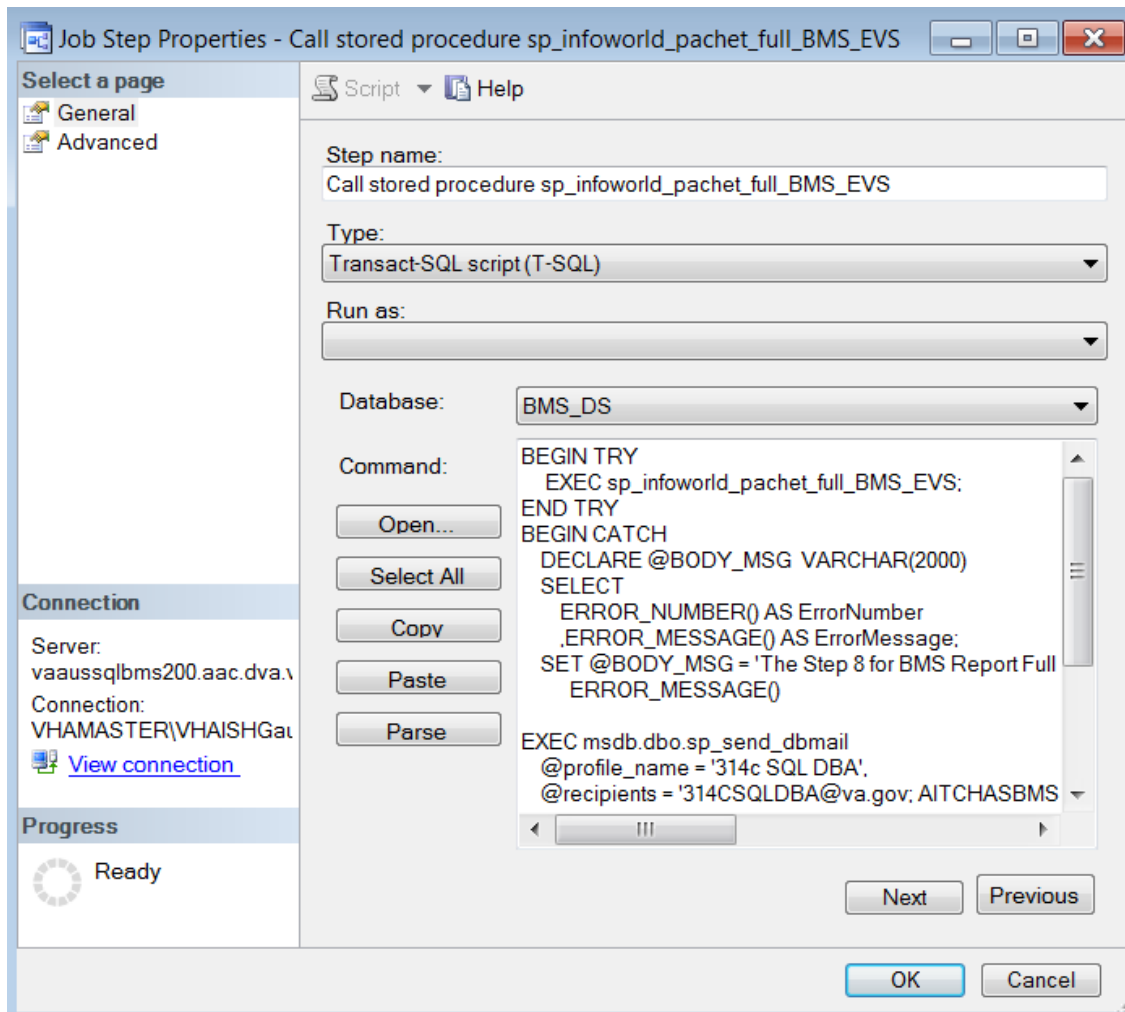 Job Step Properties - Call stored procedure sp_infoworld_pachet_full_BMS_EVS
Select a page
General
Advanced
Script
Help
Step name:
Call stored procedure sp_infoworld_pachet_full_BMS_EVS
Type:
Transact-SQL script (T-SQL)
Run as:
Database:
BMS_DS
Command:
Open...
Select All
Copy
Paste
Parse
BEGIN TRY
EXEC sp_infoworld_pachet_full_BMS_EVS;
END TRY
BEGIN CATCH
DECLARE @BODY_MSG VARCHAR(2000)
SELECT
ERROR_NUMBER() AS ErrorNumber
,ERROR_MESSAGE() AS ErrorMessage;
SET @BODY_MSG = 'The Step 8 for BMS Report Full
ERROR_MESSAGE()
EXEC msdb.dbo.sp_send_dbmail
@profile_name = '314c SQL DBA',
@recipients = '314CSQLDBA@va.gov; AITCHASBMS
Connection
Server:
vaaussqlbms200.aac.dva.v
Connection:
VHAMASTER\VHAISHGau
View connection
Progress
Ready
Next
Previous
OK
Cancel